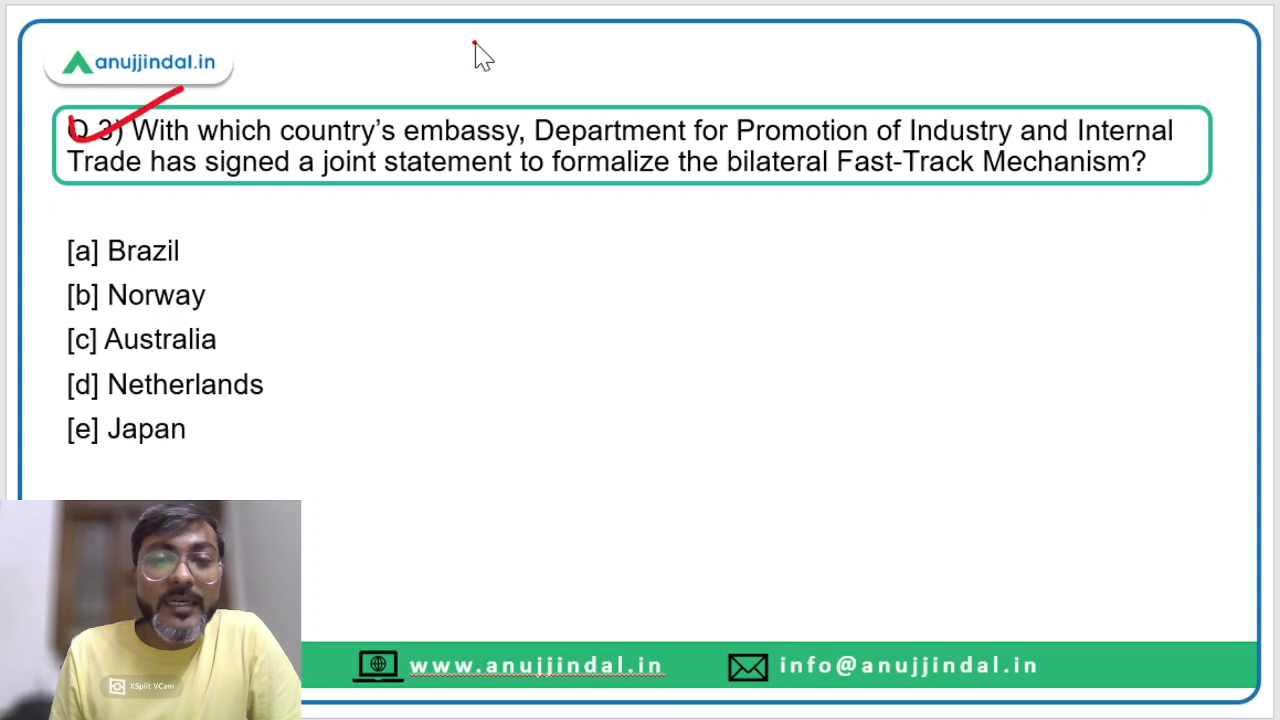 anujjindal.in
Q 3) With which country’s embassy, Department for Promotion of Industry and Internal
Trade has signed a joint statement to formalize the bilateral Fast-Track Mechanism?
[a] Brazil
[b] Norway
[c] Australia
[d] Netherlands
[e] Japan
XSplit VCam
www.anujjindal.in
info@anujjindal.in